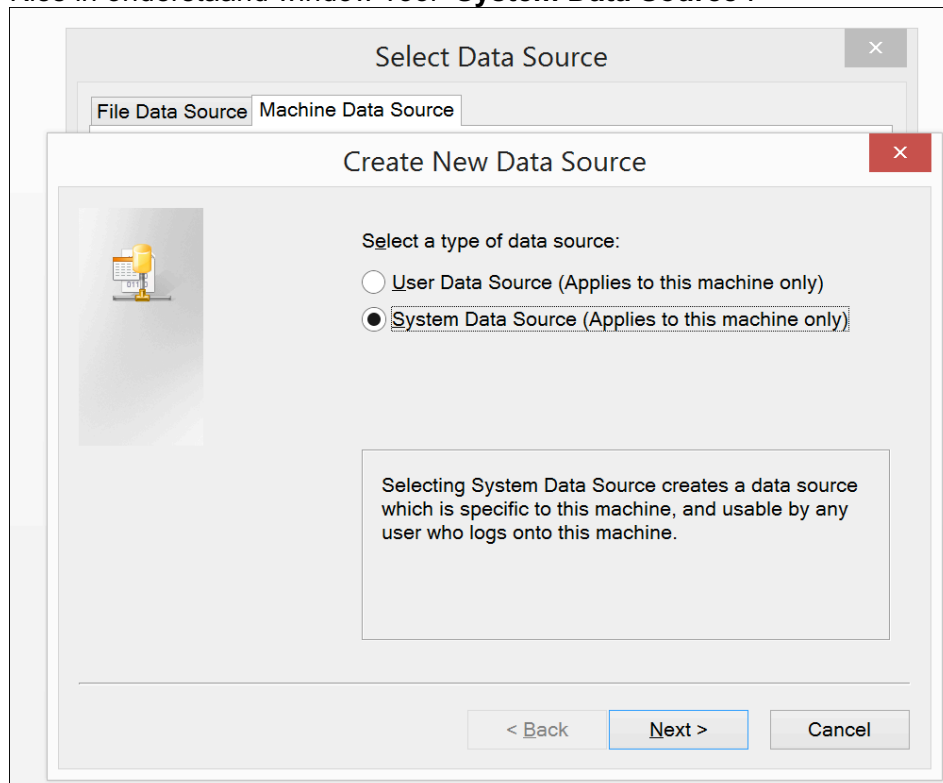 Select Data Source
File Data Source Machine Data Source
Create New Data Source
Select a type of data source:
User Data Source (Applies to this machine only)
System Data Source (Applies to this machine only)
Selecting System Data Source creates a data source
which is specific to this machine, and usable by any
user who logs onto this machine.
< Back Next > Cancel